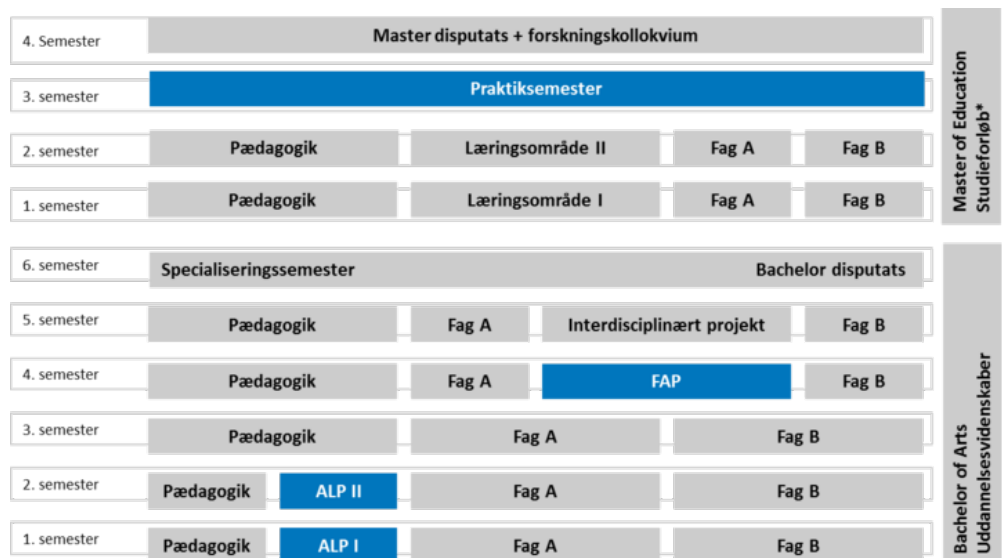 4. Semester Master disputats + forskningskollokvium
3. semester Praktiksemester
2. semester Pædagogik Læringsområde II Fag A Fag B
1. semester Pædagogik Læringsområde I Fag A Fag B
Master of Education
Studieforløb*
6. semester Specialiseringssemester Bachelor disputats
5. semester Pædagogik Fag A Interdisciplinært projekt Fag B
4. semester Pædagogik Fag A FAP Fag B
3. semester Pædagogik Fag A Fag B
2. semester Pædagogik ALP II Fag A Fag B
1. semester Pædagogik ALP I Fag A Fag B
Bachelor of Arts
Uddannelsesvidenskaber